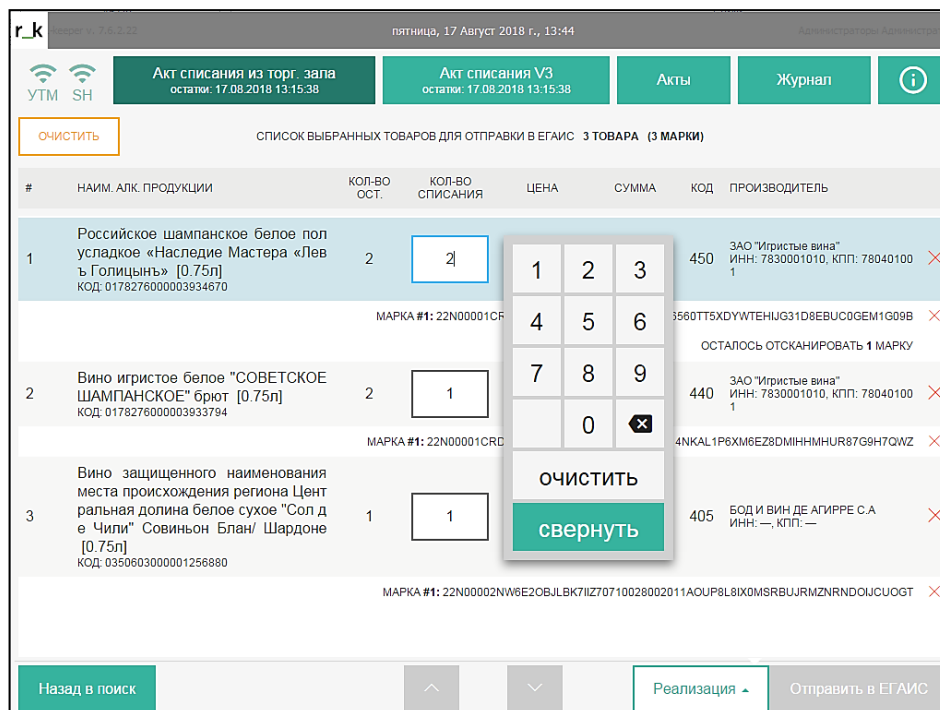 r_k
пятница, 17 Август 2018 г., 13:44
УТМ SH
Акт списания из торг. зала
остатки: 17.08.2018 13:15:38
Акт списания V3
остатки: 17.08.2018 13:15:38
Акты
Журнал
ОЧИСТИТЬ
СПИСОК ВЫБРАННЫХ ТОВАРОВ ДЛЯ ОТПРАВКИ В ЕГАИС 3 ТОВАРА (3 МАРКИ)
# НАИМ. АЛК. ПРОДУКЦИИ КОЛ-ВО ОСТ. КОЛ-ВО СПИСАНИЯ ЦЕНА СУММА КОД ПРОИЗВОДИТЕЛЬ
1
Российское шампанское белое пол
усладкое «Наследие Мастера «Лев
ъ Голицынъ» [0.75л]
КОД: 0178276000003934670
2 2 450
ЗАО "Игристые вина"
ИНН: 7830001010, КПП: 78040100
1
МАРКА #1: 22N00001CR 6560TT5XDYWTEHIJG31D8EBUC0GEM1G09B
ОСТАЛОСЬ ОТСКАНИРОВАТЬ 1 МАРКУ
2
Вино игристое белое "СОВЕТСКОЕ
ШАМПАНСКОЕ" брют [0.75л]
КОД: 0178276000003933794
2 1 440
ЗАО "Игристые вина"
ИНН: 7830001010, КПП: 78040100
1
МАРКА #1: 22N00001CRD 4NKAL1P6XM6EZ8DMIHHMHUR87G9H7QWZ
3
Вино защищенного наименования
места происхождения региона Цент
ральная долина белое сухое "Сол д
е Чили" Совиньон Блан/ Шардоне
[0.75л]
КОД: 0350603000001256880
1 1 405
БОД И ВИН ДЕ АГИРРЕ С.А
ИНН: —, КПП: —
МАРКА #1: 22N00002NW6E2OBJLBK7IIZ70710028002011AOUP8L8IX0MSRBUJRMZNRNDOIJCUOGT
1 2 3
4 5 6
7 8 9
0
ОЧИСТИТЬ
свернуть
Назад в поиск
Реализация
Отправить в ЕГАИС